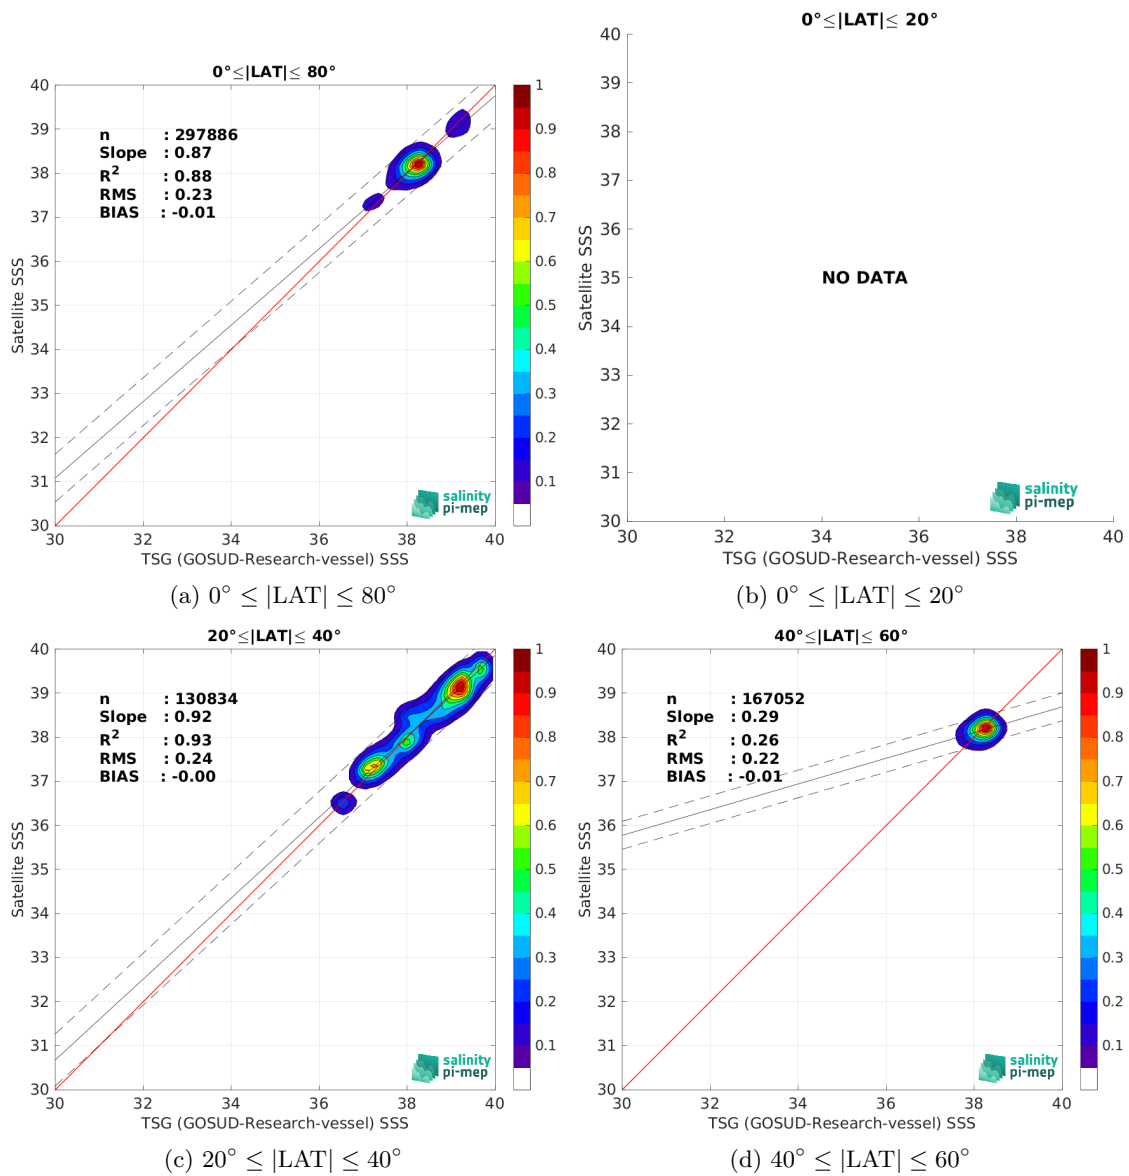 0°≤|LAT|≤ 80°
40
39
38
37
36
35
34
33
32
31
30
Satellite SSS
n : 297886
Slope : 0.87
R2 : 0.88
RMS : 0.23
BIAS : -0.01
salinity
pi-mep
30 32 34 36 38 40
TSG (GOSUD-Research-vessel) SSS
1
0.9
0.8
0.7
0.6
0.5
0.4
0.3
0.2
0.1
(a) 0° ≤ |LAT| ≤ 80°
0°≤|LAT|≤ 20°
40
39
38
37
36
35
34
33
32
31
30
Satellite SSS
NO DATA
salinity
pi-mep
30 32 34 36 38 40
TSG (GOSUD-Research-vessel) SSS
(b) 0° ≤ |LAT| ≤ 20°
20°≤|LAT|≤ 40°
40
39
38
37
36
35
34
33
32
31
30
Satellite SSS
n : 130834
Slope : 0.92
R2 : 0.93
RMS : 0.24
BIAS : -0.00
salinity
pi-mep
30 32 34 36 38 40
TSG (GOSUD-Research-vessel) SSS
1
0.9
0.8
0.7
0.6
0.5
0.4
0.3
0.2
0.1
(c) 20° ≤ |LAT| ≤ 40°
40°≤|LAT|≤ 60°
40
39
38
37
36
35
34
33
32
31
30
Satellite SSS
n : 167052
Slope : 0.29
R2 : 0.26
RMS : 0.22
BIAS : -0.01
salinity
pi-mep
30 32 34 36 38 40
TSG (GOSUD-Research-vessel) SSS
1
0.9
0.8
0.7
0.6
0.5
0.4
0.3
0.2
0.1
(d) 40° ≤ |LAT| ≤ 60°